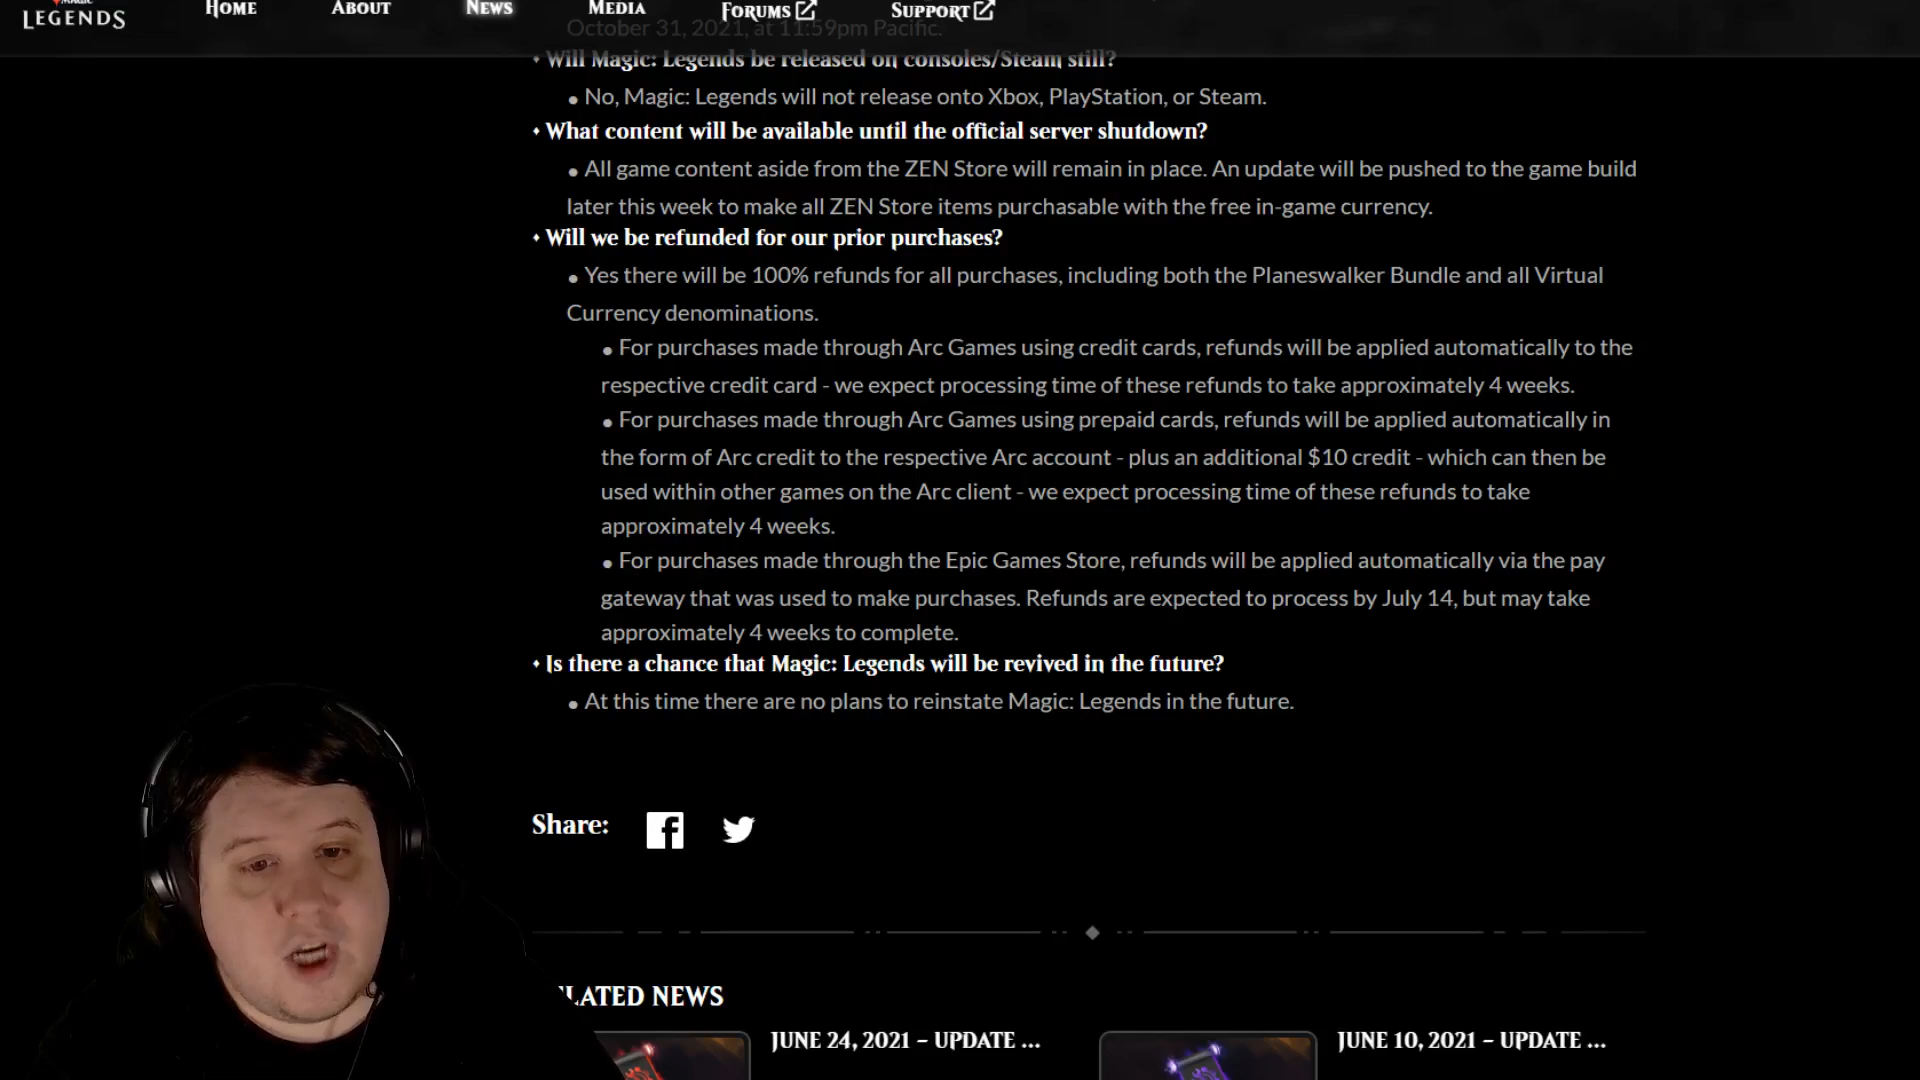 MAGIC
LEGENDS
HOME ABOUT NEWS MEDIA FORUMS SUPPORT
October 31, 2021, at 11:59pm Pacific.
Will Magic: Legends be released on consoles/Steam still?
No, Magic: Legends will not release onto Xbox, PlayStation, or Steam.
What content will be available until the official server shutdown?
All game content aside from the ZEN Store will remain in place. An update will be pushed to the game build
later this week to make all ZEN Store items purchasable with the free in-game currency.
Will we be refunded for our prior purchases?
Yes there will be 100% refunds for all purchases, including both the Planeswalker Bundle and all Virtual
Currency denominations.
For purchases made through Arc Games using credit cards, refunds will be applied automatically to the
respective credit card - we expect processing time of these refunds to take approximately 4 weeks.
For purchases made through Arc Games using prepaid cards, refunds will be applied automatically in
the form of Arc credit to the respective Arc account - plus an additional $10 credit - which can then be
used within other games on the Arc client - we expect processing time of these refunds to take
approximately 4 weeks.
For purchases made through the Epic Games Store, refunds will be applied automatically via the pay
gateway that was used to make purchases. Refunds are expected to process by July 14, but may take
approximately 4 weeks to complete.
Is there a chance that Magic: Legends will be revived in the future?
At this time there are no plans to reinstate Magic: Legends in the future.
Share:
LATED NEWS
JUNE 24, 2021 – UPDATE ...
JUNE 10, 2021 – UPDATE ...